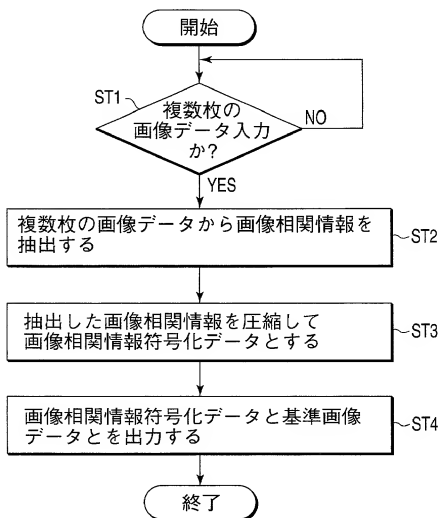 開始
ST1
複数枚の
画像データ入力
か?
NO
YES
複数枚の画像データから画像相関情報を
抽出する
ST2
抽出した画像相関情報を圧縮して
画像相関情報符号化データとする
ST3
画像相関情報符号化データと基準画像
データとを出力する
ST4
終了